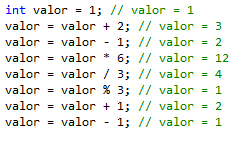 int valor = 1; // valor = 1
valor = valor + 2; // valor = 3
valor = valor - 1; // valor = 2
valor = valor * 6; // valor = 12
valor = valor / 3; // valor = 4
valor = valor % 3; // valor = 1
valor = valor + 1; // valor = 2
valor = valor - 1; // valor = 1